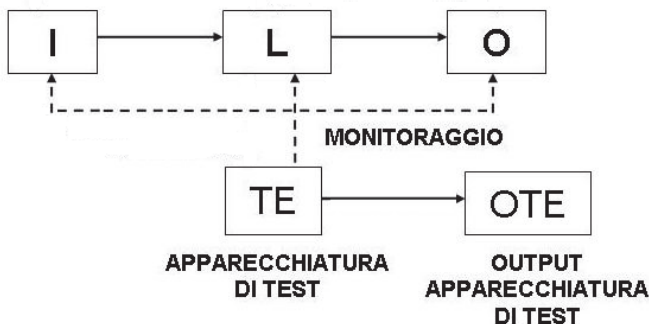 I
L
O
MONITORAGGIO
TE
OTE
APPARECCHIATURA
DI TEST
OUTPUT
APPARECCHIATURA
DI TEST